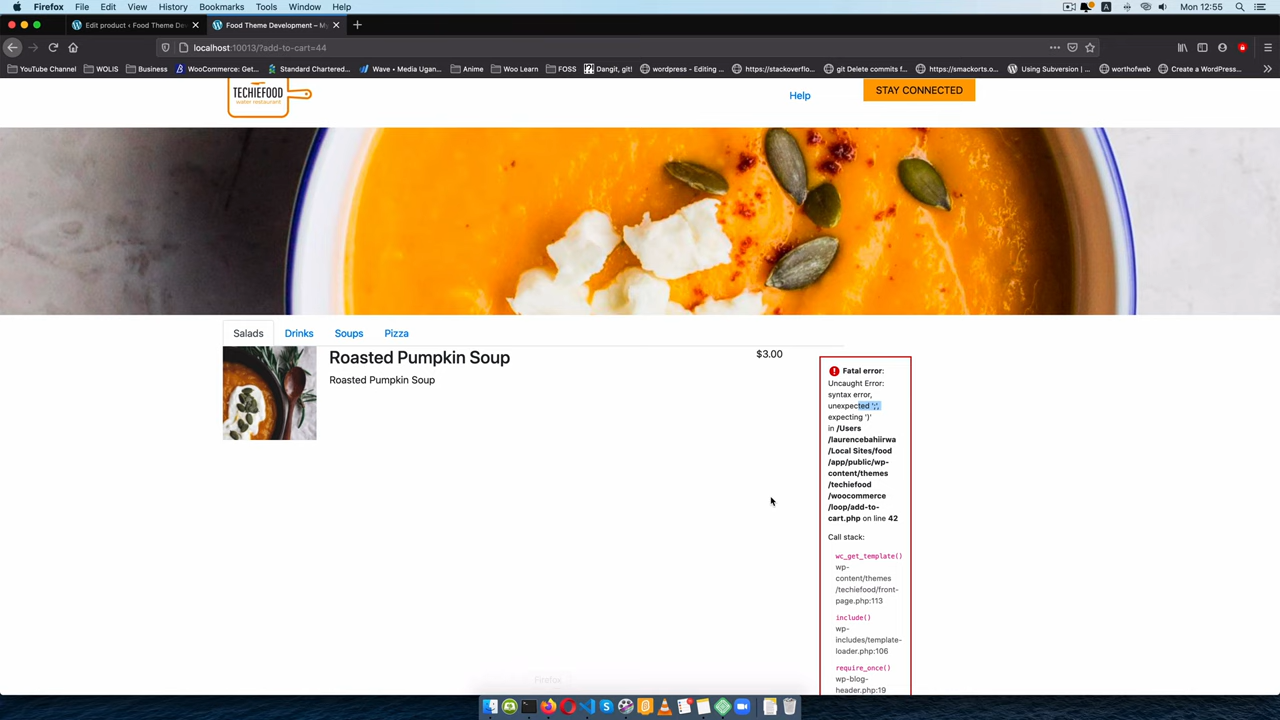 Firefox File Edit View History Bookmarks Tools Window Help Mon 12:55
Edit product ‹ Food Theme De Food Theme Development – My
localhost:10013/?add-to-cart=44
YouTube Channel WOLIS Business WooCommerce: Get... Standard Chartered... Wave • Media Ugan... Anime Woo Learn FOSS Dangit, git! wordpress - Editing ... https://stackoverflo... git Delete commits f... https://smackorts.o... Using Subversion | ... worthofweb Create a WordPress...
TECHIEFOOD
water restaurant
Help
STAY CONNECTED
Salads Drinks Soups Pizza
Roasted Pumpkin Soup
$3.00
Roasted Pumpkin Soup
Fatal error:
Uncaught Error:
syntax error,
unexpected ';',
expecting ')'
in /Users
/laurencebahiirwa
/Local Sites/food
/app/public/wp-
content/themes
/techiefood
/woocommerce
/loop/add-to-
cart.php on line 42
Call stack:
wc_get_template()
wp-
content/themes
/techiefood/front-
page.php:113
include()
wp-
includes/template-
loader.php:106
require_once()
wp-blog-
header.php:19
Firefox